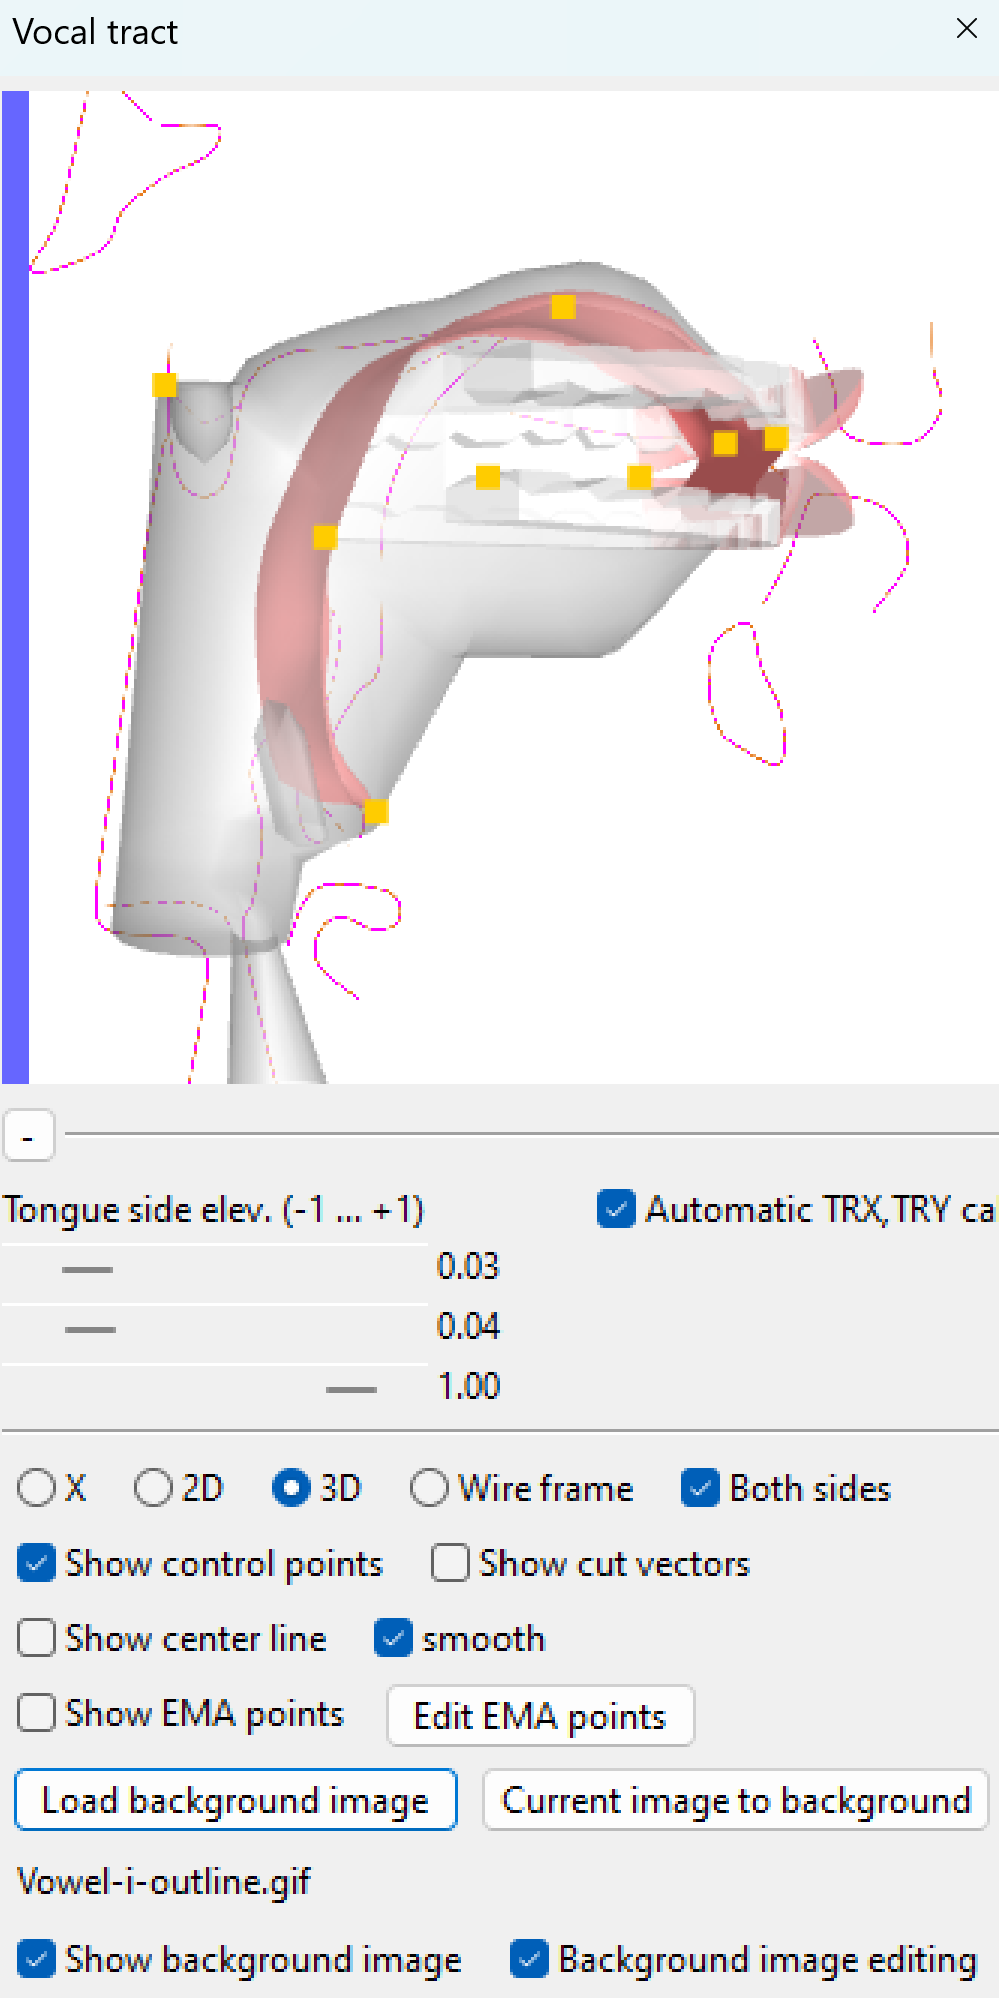 Vocal tract
-
Tongue side elev. (-1 ... +1)
Automatic TRX,TRY
0.03
0.04
1.00
X 2D 3D Wire frame Both sides
Show control points Show cut vectors
Show center line smooth
Show EMA points Edit EMA points
Load background image Current image to background
Vowel-i-outline.gif
Show background image Background image editing